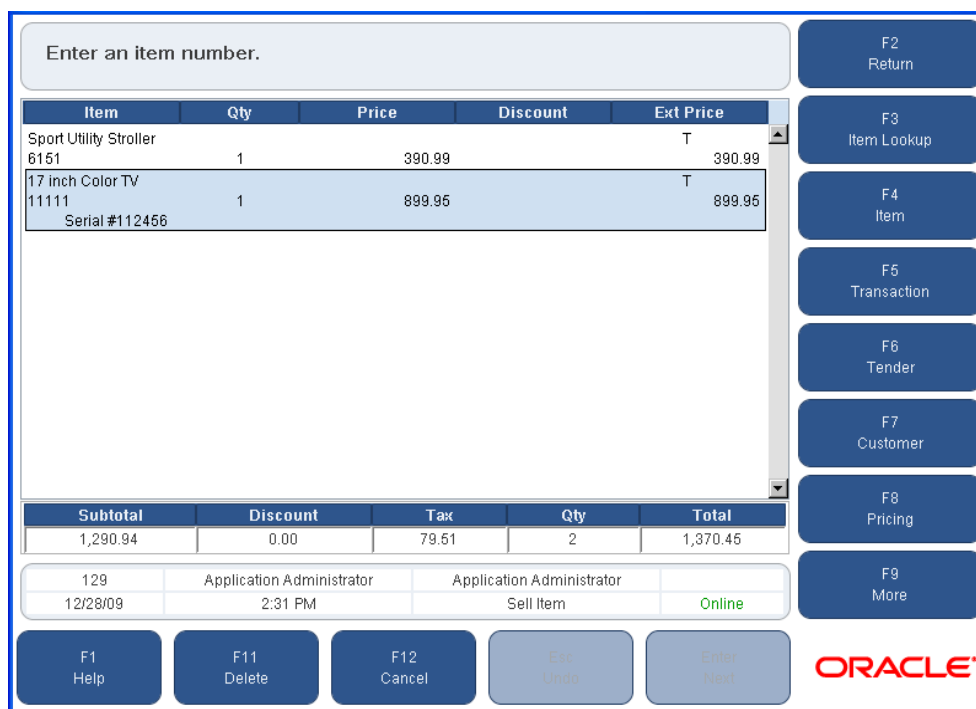 Enter an item number.
Item Qty Price Discount Ext Price
Sport Utility Stroller T
6151 1 390.99 390.99
17 inch Color TV T
11111 1 899.95 899.95
Serial #112456
Subtotal Discount Tax Qty Total
1,290.94 0.00 79.51 2 1,370.45
129 Application Administrator Application Administrator
12/28/09 2:31 PM Sell Item Online
F1
Help
F11
Delete
F12
Cancel
Esc
Undo
Enter
Next
F2
Return
F3
Item Lookup
F4
Item
F5
Transaction
F6
Tender
F7
Customer
F8
Pricing
F9
More
ORACLE